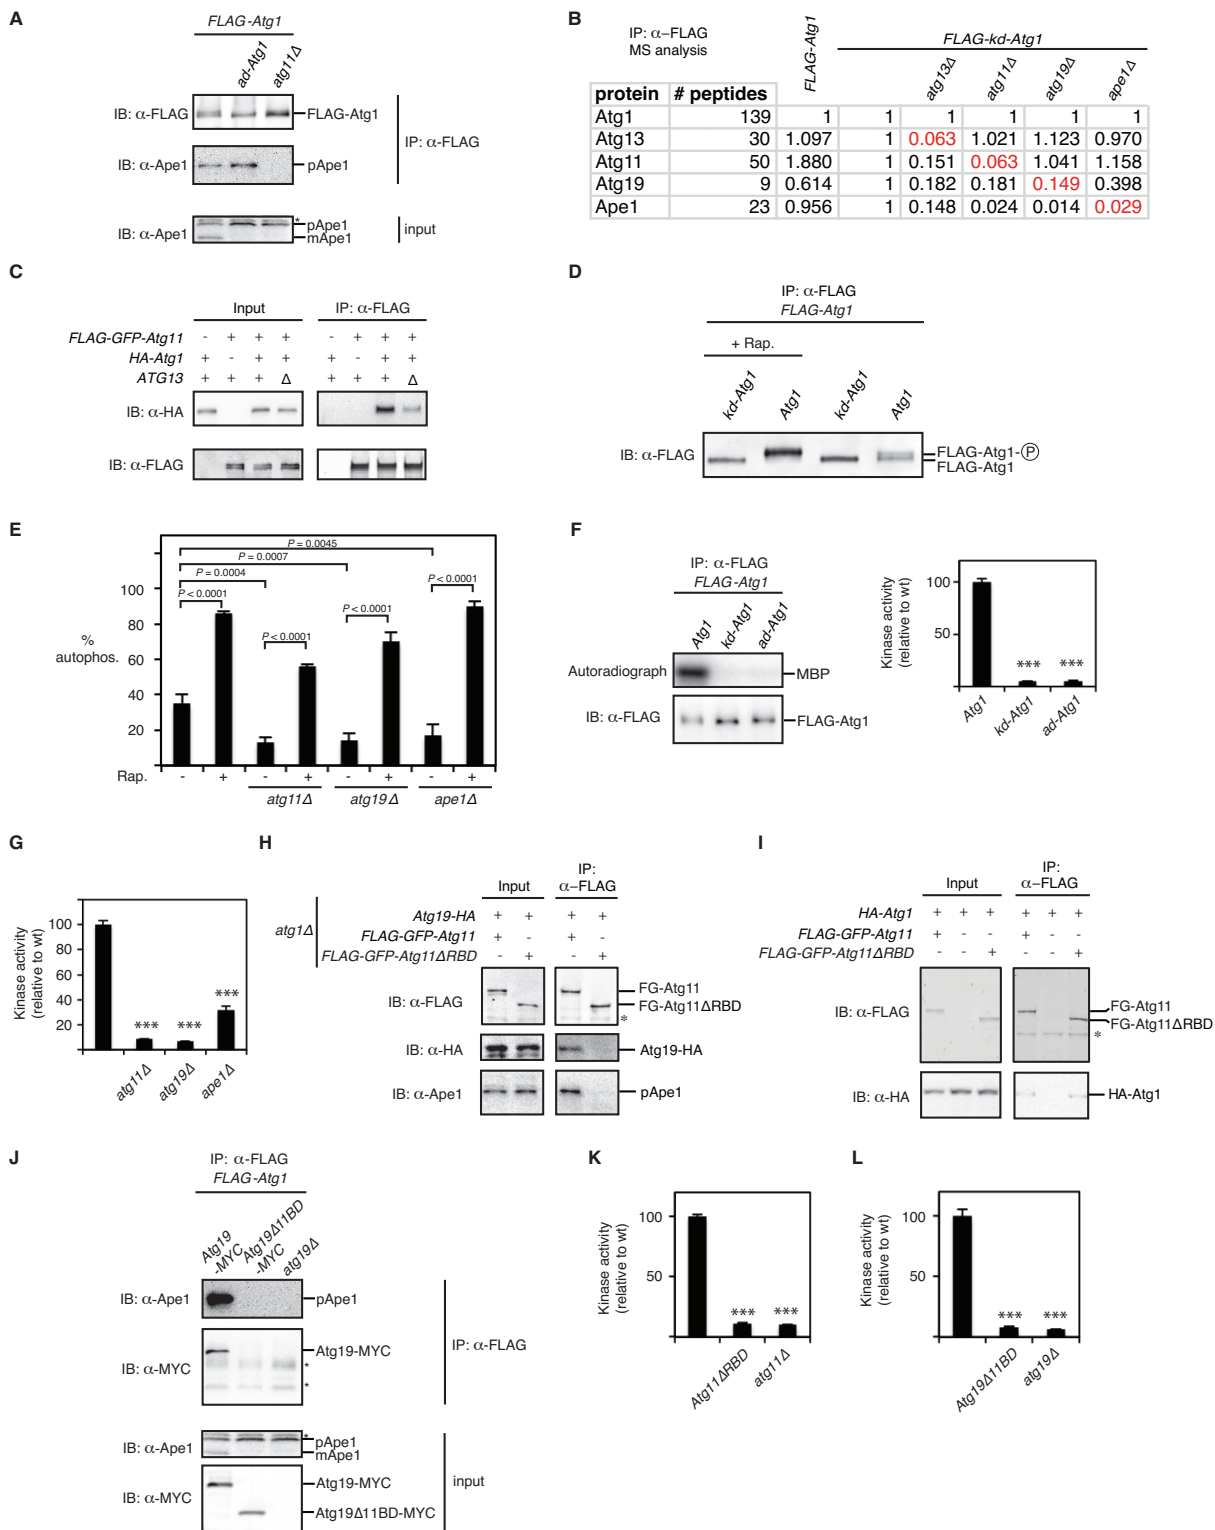 A
FLAG-Atg1
ad-Atg1
atg11Δ
IB: α-FLAG
FLAG-Atg1
IB: α-Ape1
pApe1
IP: α-FLAG
IB: α-Ape1
*
pApe1
mApe1
input
B
IP: α–FLAG
MS analysis
FLAG-Atg1
FLAG-kd-Atg1
atg13Δ
atg11Δ
atg19Δ
ape1Δ
protein # peptides
Atg1 139 1 1 1 1 1 1
Atg13 30 1.097 1 0.063 1.021 1.123 0.970
Atg11 50 1.880 1 0.151 0.063 1.041 1.158
Atg19 9 0.614 1 0.182 0.181 0.149 0.398
Ape1 23 0.956 1 0.148 0.024 0.014 0.029
C
Input IP: α-FLAG
FLAG-GFP-Atg11 - + + + - + + +
HA-Atg1 + - + + + - + +
ATG13 + + + Δ + + + Δ
IB: α-HA
IB: α-FLAG
D
IP: α-FLAG
FLAG-Atg1
+ Rap.
kd-Atg1
Atg1
kd-Atg1
Atg1
IB: α-FLAG
FLAG-Atg1-Ⓟ
FLAG-Atg1
E
P = 0.0045
P = 0.0007
P = 0.0004
P < 0.0001
P < 0.0001
P < 0.0001
P < 0.0001
100
80
60
40
20
%
autophos.
Rap. - + - + - + - +
atg11Δ atg19Δ ape1Δ
F
IP: α-FLAG
FLAG-Atg1
Atg1
kd-Atg1
ad-Atg1
Autoradiograph
MBP
IB: α-FLAG
FLAG-Atg1
Kinase activity
(relative to wt)
100
50
*** ***
Atg1
kd-Atg1
ad-Atg1
G
Kinase activity
(relative to wt)
100
80
60
40
20
*** *** ***
atg11Δ
atg19Δ
ape1Δ
H
atg1Δ
Input
IP:
α–FLAG
Atg19-HA + + + +
FLAG-GFP-Atg11 + - + -
FLAG-GFP-Atg11ΔRBD - + - +
IB: α-FLAG
FG-Atg11
FG-Atg11ΔRBD
*
IB: α-HA
Atg19-HA
IB: α-Ape1
pApe1
I
Input
IP:
α–FLAG
HA-Atg1 + + + + + +
FLAG-GFP-Atg11 + - - + - -
FLAG-GFP-Atg11ΔRBD - - + - - +
IB: α-FLAG
FG-Atg11
FG-Atg11ΔRBD
*
IB: α-HA
HA-Atg1
J
IP: α-FLAG
FLAG-Atg1
Atg19
-MYC
Atg19Δ11BD
-MYC
atg19Δ
IB: α-Ape1
pApe1
IB: α-MYC
Atg19-MYC
*
*
IP: α-FLAG
IB: α-Ape1
*
pApe1
mApe1
IB: α-MYC
Atg19-MYC
Atg19Δ11BD-MYC
input
K
Kinase activity
(relative to wt)
100
50
*** ***
Atg11ΔRBD
atg11Δ
L
Kinase activity
(relative to wt)
100
50
*** ***
Atg19Δ11BD
atg19Δ